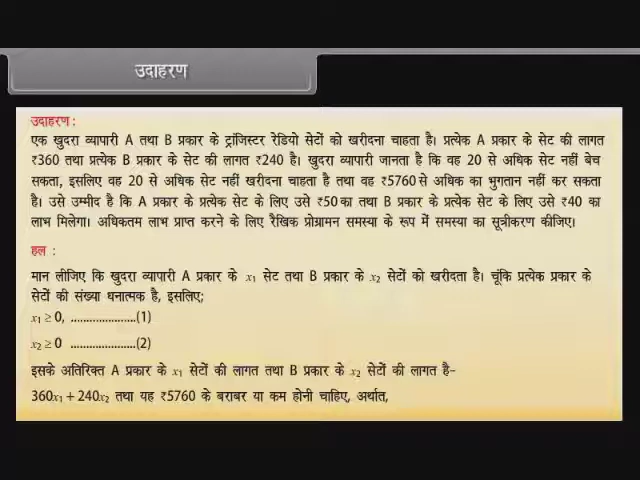 उदाहरण
उदाहरण :
एक खुदरा व्यापारी A तथा B प्रकार के ट्रांजिस्टर रेडियो सेटों को खरीदना चाहता है। प्रत्येक A प्रकार के सेट की लागत
₹360 तथा प्रत्येक B प्रकार के सेट की लागत ₹240 है। खुदरा व्यापारी जानता है कि वह 20 से अधिक सेट नहीं बेच
सकता, इसलिए वह 20 से अधिक सेट नहीं खरीदना चाहता है तथा वह ₹5760 से अधिक का भुगतान नहीं कर सकता
है। उसे उम्मीद है कि A प्रकार के प्रत्येक सेट के लिए उसे ₹50 का तथा B प्रकार के प्रत्येक सेट के लिए उसे ₹40 का
लाभ मिलेगा। अधिकतम लाभ प्राप्त करने के लिए रैखिक प्रोग्रामन समस्या के रूप में समस्या का सूत्रीकरण कीजिए।
हल :
मान लीजिए कि खुदरा व्यापारी A प्रकार के x₁ सेट तथा B प्रकार के x₂ सेटों को खरीदता है। चूंकि प्रत्येक प्रकार के
सेटों की संख्या घनात्मक है, इसलिए;
x₁ ≥ 0, .....................(1)
x₂ ≥ 0 .....................(2)
इसके अतिरिक्त A प्रकार के x₁ सेटों की लागत तथा B प्रकार के x₂ सेटों की लागत है–
360x₁ + 240x₂ तथा यह ₹5760 के बराबर या कम होनी चाहिए, अर्थात,